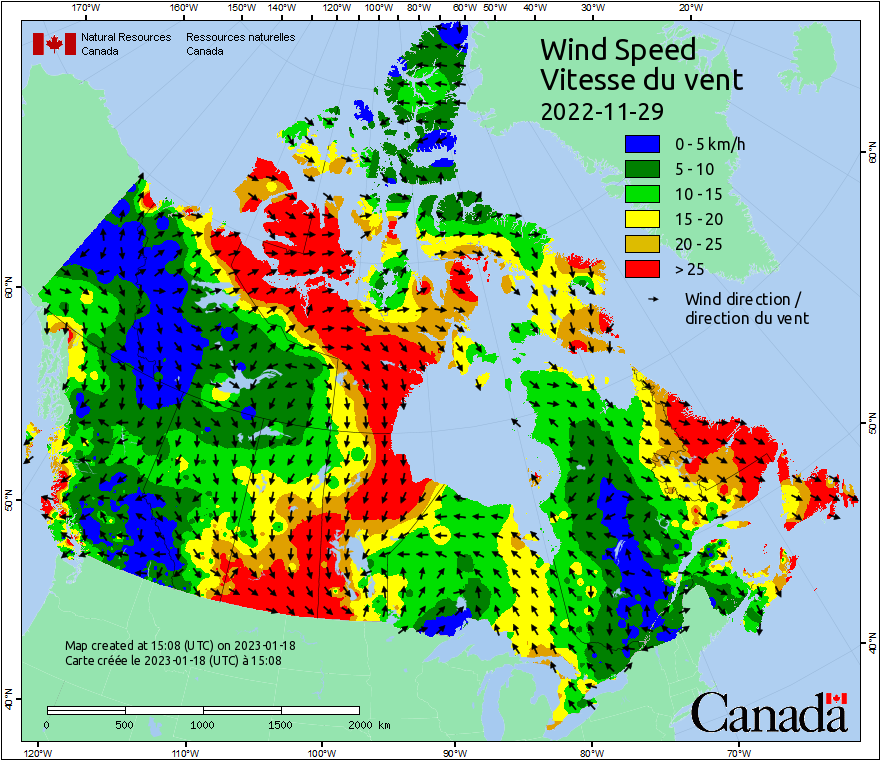 170°W 160°W 150°W 140°W 120°W 100°W 80°W 60°W 50°W 40°W 30°W 20°W
Natural Resources Ressources naturelles
Canada Canada
Wind Speed
Vitesse du vent
2022-11-29
0 - 5 km/h
5 - 10
10 - 15
15 - 20
20 - 25
> 25
Wind direction /
direction du vent
60°N
60°N
50°N
50°N
40°N
40°N
Map created at 15:08 (UTC) on 2023-01-18
Carte créée le 2023-01-18 (UTC) à 15:08
0 500 1000 1500 2000 km
Canada
120°W 110°W 100°W 90°W 80°W 70°W